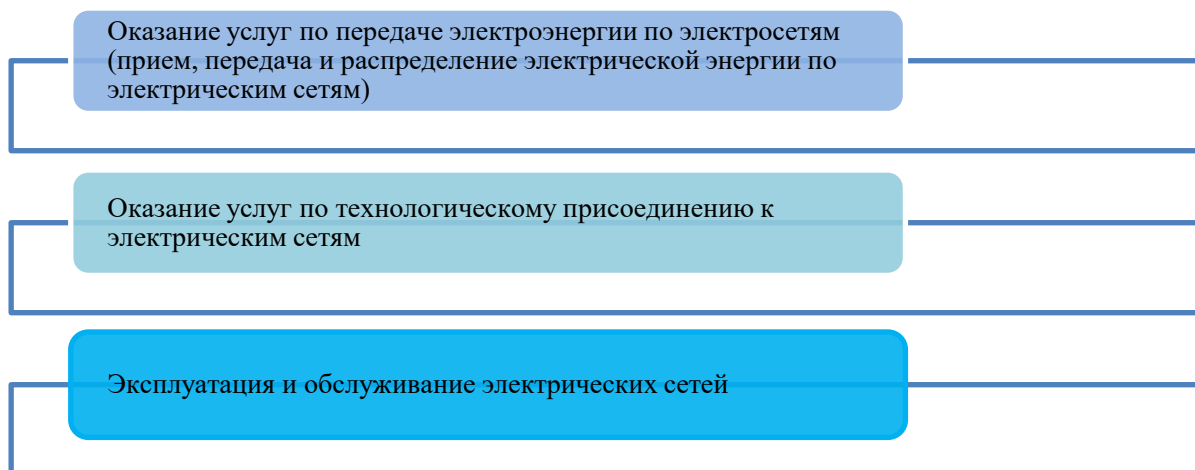 Оказание услуг по передаче электроэнергии по электросетям
(прием, передача и распределение электрической энергии по
электрическим сетям)
Оказание услуг по технологическому присоединению к
электрическим сетям
Эксплуатация и обслуживание электрических сетей